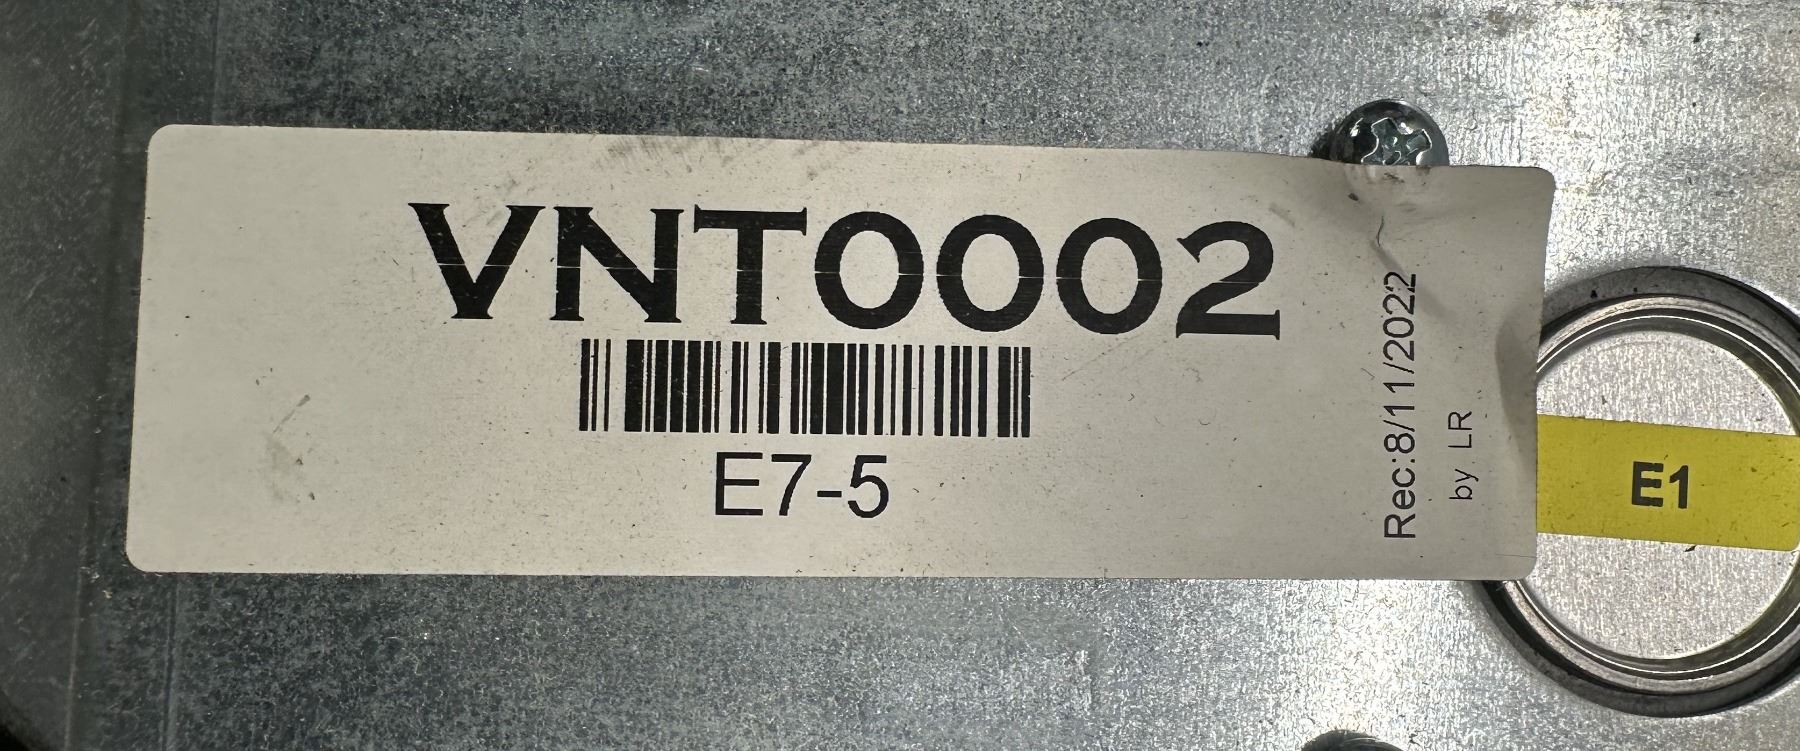 VNT0002
E7-5
Rec:8/11/2022
by LR
E1